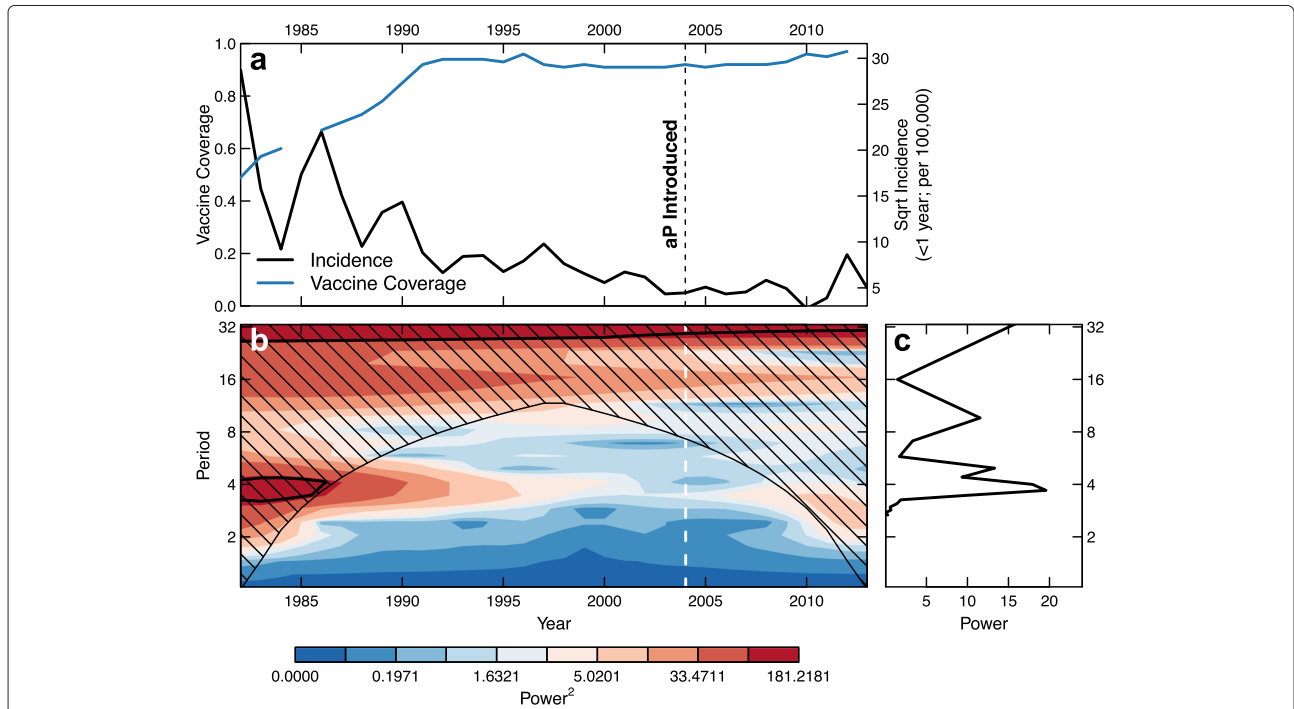 1985 1990 1995 2000 2005 2010
a
1.0
0.8
0.6
0.4
0.2
0.0
Vaccine Coverage
30
25
20
15
10
5
Sqrt Incidence
(<1 year; per 100,000)
aP Introduced
Incidence
Vaccine Coverage
b
32
16
8
4
2
Period
1985 1990 1995 2000 2005 2010
Year
c
32
16
8
4
2
5 10 15 20
Power
0.0000 0.1971 1.6321 5.0201 33.4711 181.2181
Power2